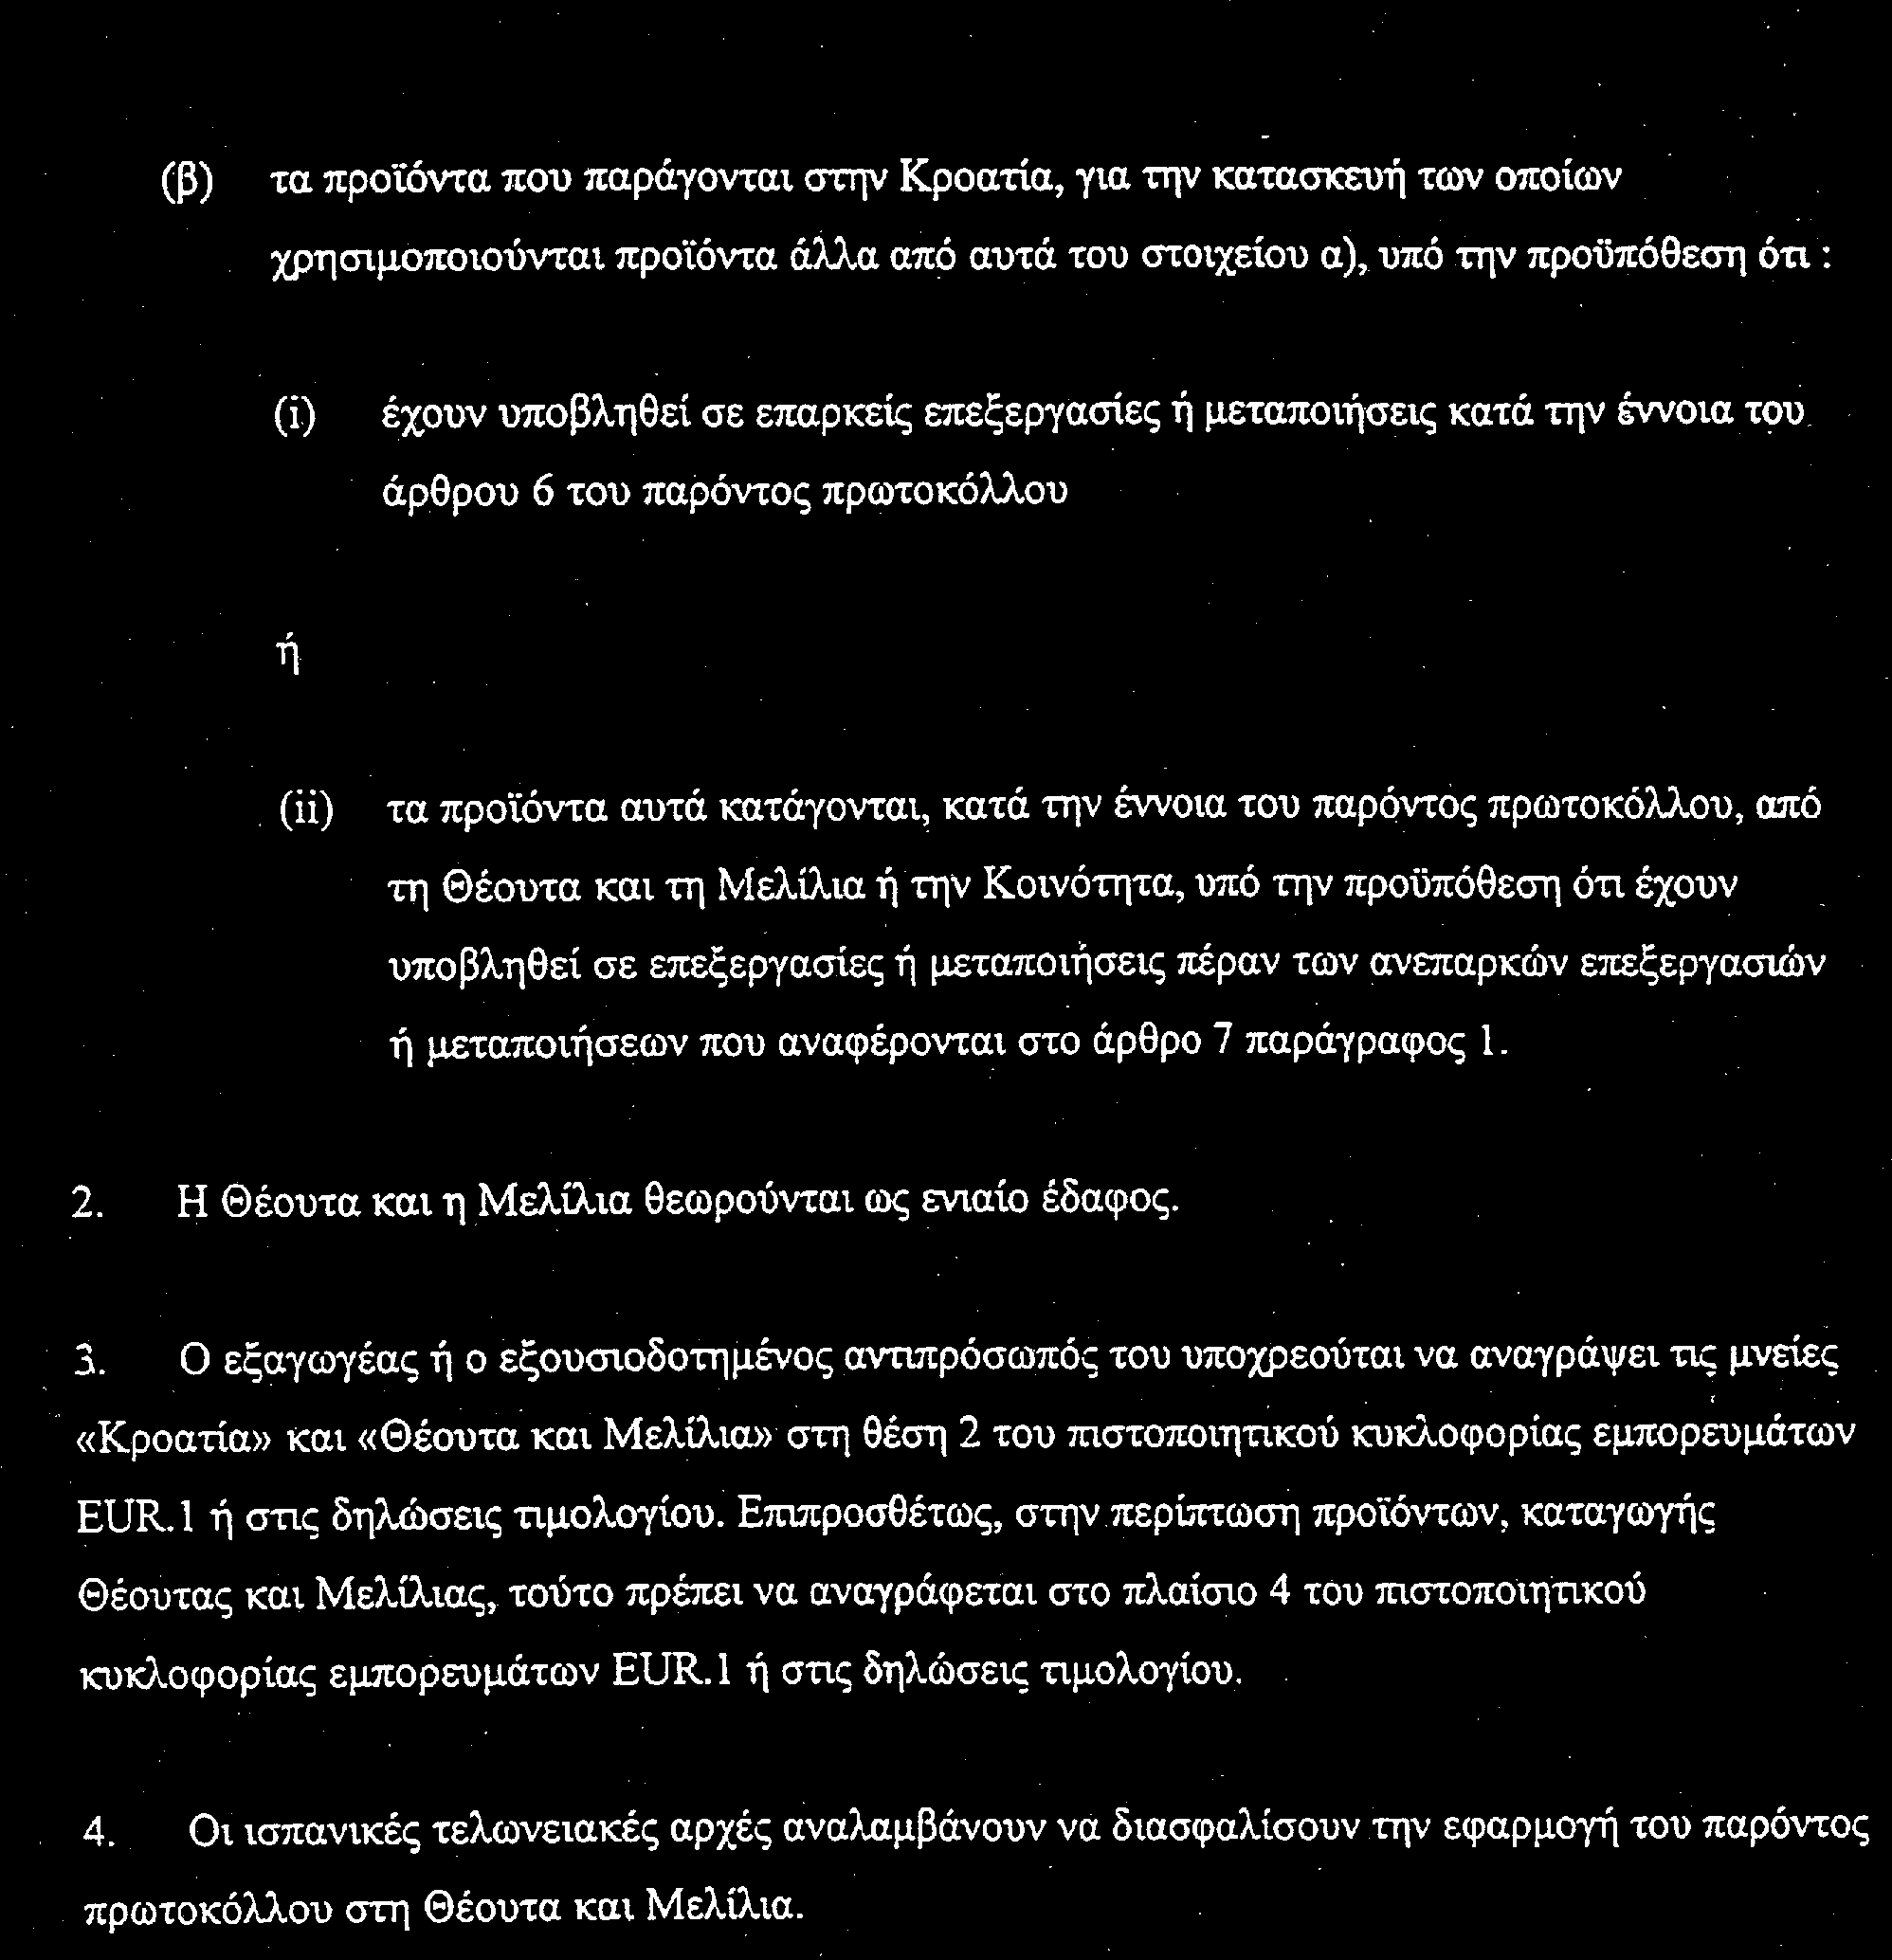 (β) τα προϊόντα που παράγονται στην Κροατία, για την κατασκευή των οποίων
χρησιμοποιούνται προϊόντα άλλα από αυτά του στοιχείου α), υπό την προϋπόθεση ότι :
(i) έχουν υποβληθεί σε επαρκείς επεξεργασίες ή μεταποιήσεις κατά την έννοια του
άρθρου 6 του παρόντος πρωτοκόλλου
ή
(ii) τα προϊόντα αυτά κατάγονται, κατά την έννοια του παρόντος πρωτοκόλλου, από
τη Θέουτα και τη Μελίλια ή την Κοινότητα, υπό την προϋπόθεση ότι έχουν
υποβληθεί σε επεξεργασίες ή μεταποιήσεις πέραν των ανεπαρκών επεξεργασιών
ή μεταποιήσεων που αναφέρονται στο άρθρο 7 παράγραφος 1.
2. Η Θέουτα και η Μελίλια θεωρούνται ως ενιαίο έδαφος.
3. Ο εξαγωγέας ή ο εξουσιοδοτημένος αντιπρόσωπός του υποχρεούται να αναγράψει τις μνείες
«Κροατία» και «Θέουτα και Μελίλια» στη θέση 2 του πιστοποιητικού κυκλοφορίας εμπορευμάτων
EUR.1 ή στις δηλώσεις τιμολογίου. Επιπροσθέτως, στην περίπτωση προϊόντων, καταγωγής
Θέουτας και Μελίλιας, τούτο πρέπει να αναγράφεται στο πλαίσιο 4 του πιστοποιητικού
κυκλοφορίας εμπορευμάτων EUR.1 ή στις δηλώσεις τιμολογίου.
4. Οι ισπανικές τελωνειακές αρχές αναλαμβάνουν να διασφαλίσουν την εφαρμογή του παρόντος
πρωτοκόλλου στη Θέουτα και Μελίλια.